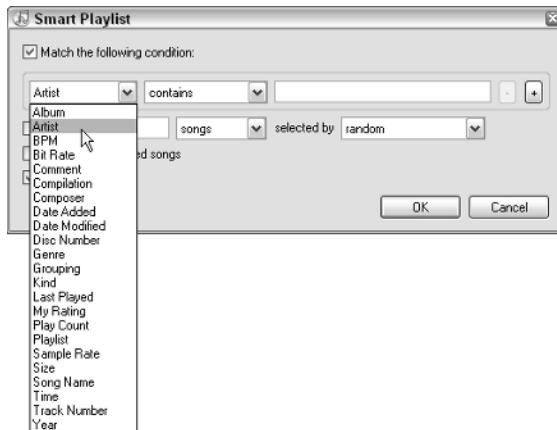 Smart Playlist
Match the following condition:
Artist contains - +
Album
Artist
BPM
Bit Rate
Comment
Compilation
Composer
Date Added
Date Modified
Disc Number
Genre
Grouping
Kind
Last Played
My Rating
Play Count
Playlist
Sample Rate
Size
Song Name
Time
Track Number
Year
songs selected by random
songs
OK Cancel